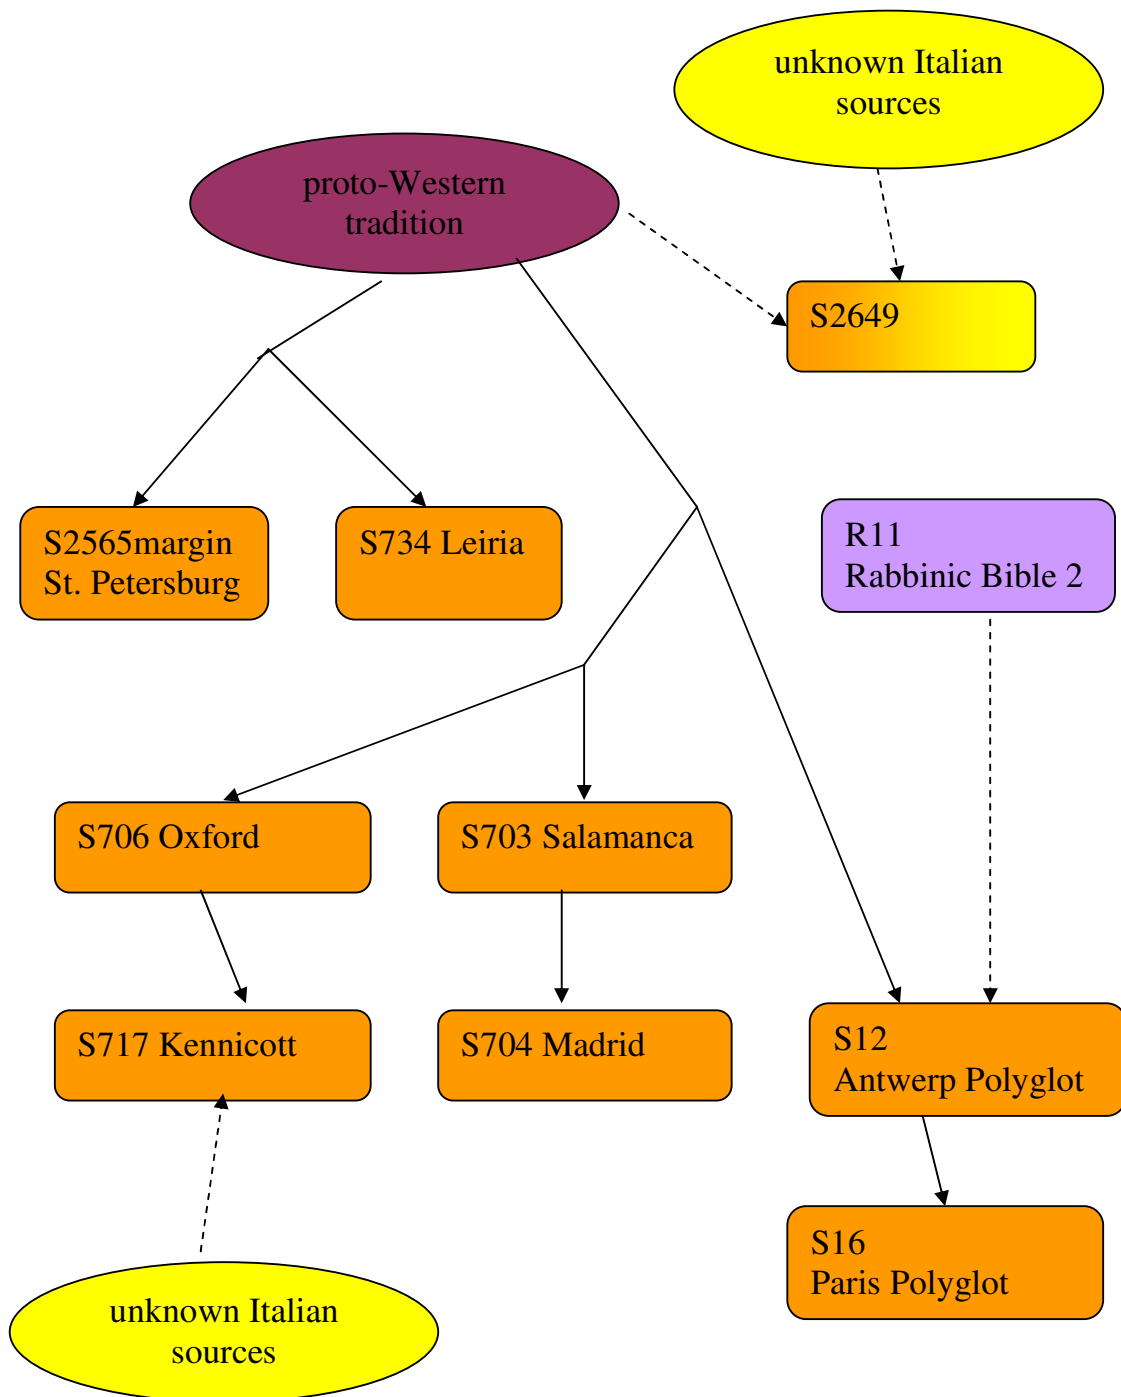 unknown Italian
sources
proto-Western
tradition
S2649
S2565margin
St. Petersburg
S734 Leiria
R11
Rabbinic Bible 2
S706 Oxford
S703 Salamanca
S717 Kennicott
S704 Madrid
S12
Antwerp Polyglot
S16
Paris Polyglot
unknown Italian
sources